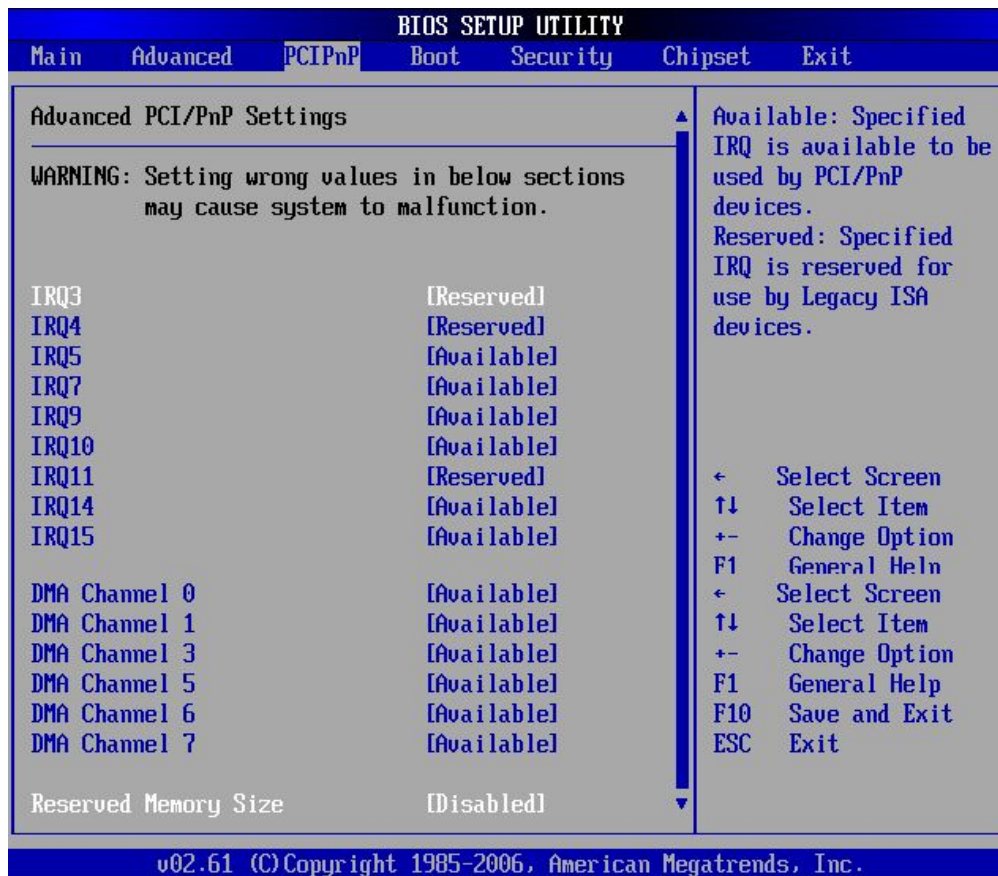 BIOS SETUP UTILITY
Main Advanced PCIPnP Boot Security Chipset Exit
Advanced PCI/PnP Settings
WARNING: Setting wrong values in below sections
may cause system to malfunction.
IRQ3 [Reserved]
IRQ4 [Reserved]
IRQ5 [Available]
IRQ7 [Available]
IRQ9 [Available]
IRQ10 [Available]
IRQ11 [Reserved]
IRQ14 [Available]
IRQ15 [Available]
DMA Channel 0 [Available]
DMA Channel 1 [Available]
DMA Channel 3 [Available]
DMA Channel 5 [Available]
DMA Channel 6 [Available]
DMA Channel 7 [Available]
Reserved Memory Size [Disabled]
Available: Specified
IRQ is available to be
used by PCI/PnP
devices.
Reserved: Specified
IRQ is reserved for
use by Legacy ISA
devices.
← Select Screen
↑↓ Select Item
+- Change Option
F1 General Help
← Select Screen
↑↓ Select Item
+- Change Option
F1 General Help
F10 Save and Exit
ESC Exit
v02.61 (C)Copyright 1985-2006, American Megatrends, Inc.